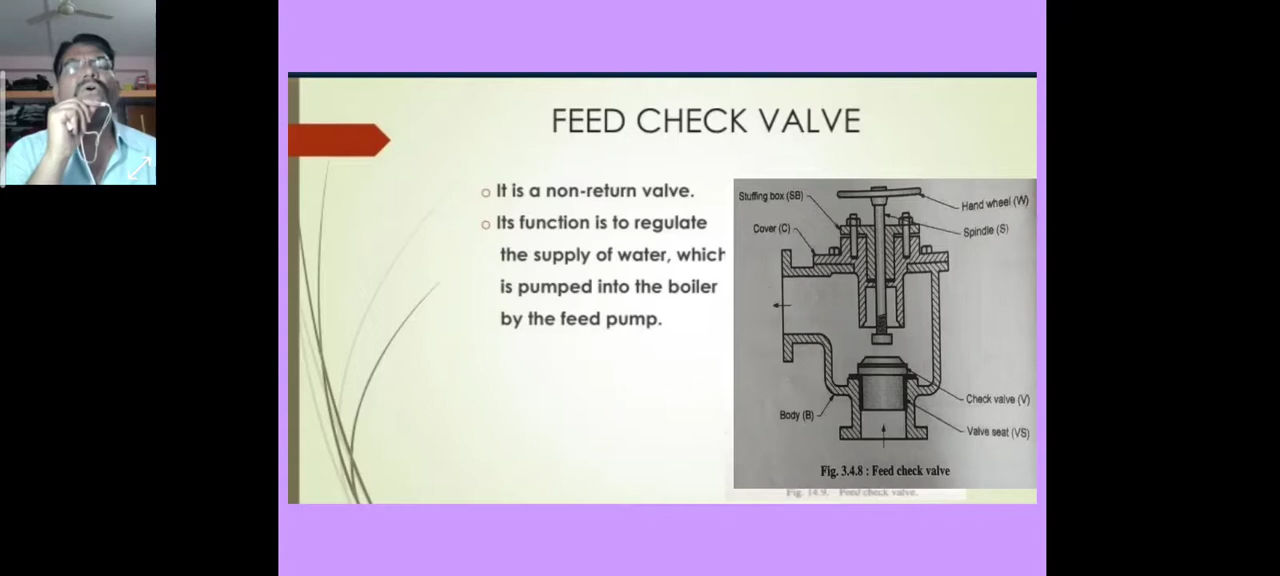 FEED CHECK VALVE
It is a non-return valve.
Its function is to regulate
the supply of water, which
is pumped into the boiler
by the feed pump.
Stuffing box (SB)
Hand wheel (W)
Cover (C)
Spindle (S)
Check valve (V)
Body (B)
Valve seat (VS)
Fig. 3.4.8 : Feed check valve
Fig. 14.9. Feed check valve.